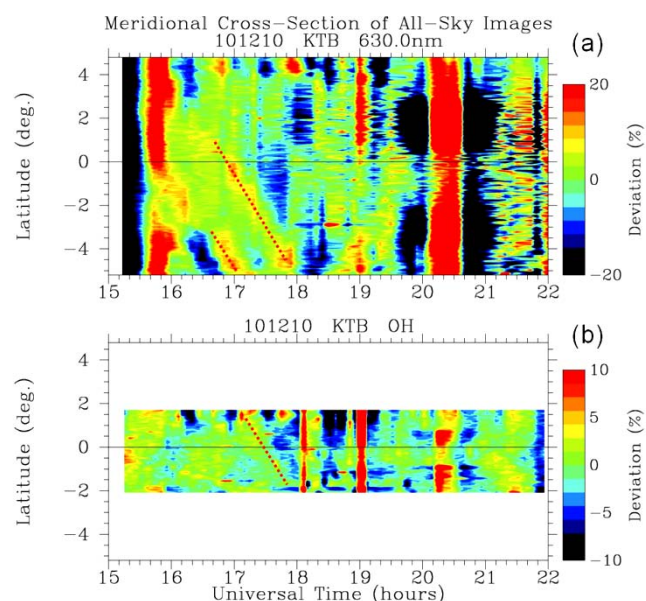 Meridional Cross-Section of All-Sky Images
101210 KTB 630.0nm
(a)
Latitude (deg.)
4
2
0
-2
-4
15 16 17 18 19 20 21 22
20
10
0
-10
-20
Deviation (%)
101210 KTB OH
(b)
Latitude (deg.)
4
2
0
-2
-4
15 16 17 18 19 20 21 22
Universal Time (hours)
10
5
0
-5
-10
Deviation (%)